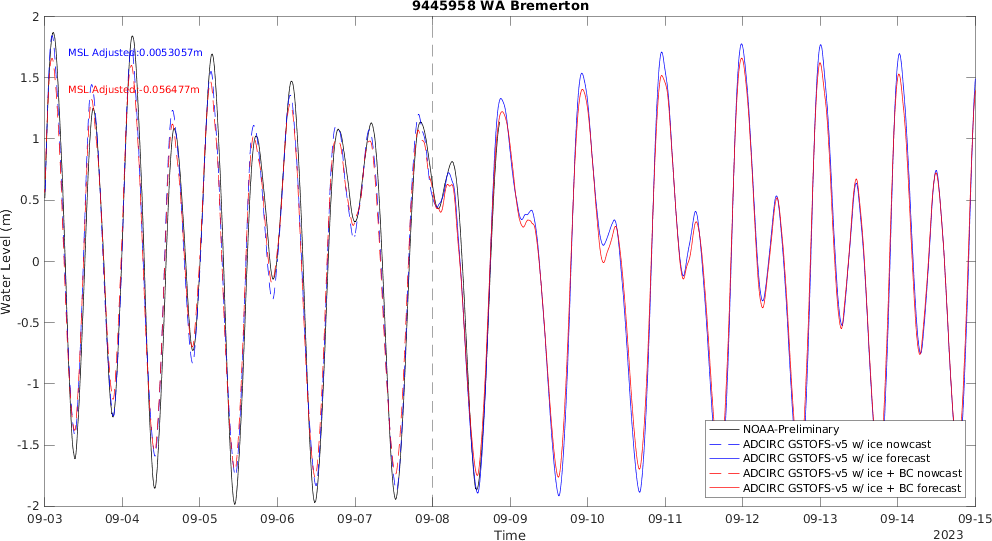 9445958 WA Bremerton
MSL Adjusted:0.0053057m
MSL Adjusted:-0.056477m
Water Level (m)
2
1.5
1
0.5
0
-0.5
-1
-1.5
-2
NOAA-Preliminary
ADCIRC GSTOFS-v5 w/ ice nowcast
ADCIRC GSTOFS-v5 w/ ice forecast
ADCIRC GSTOFS-v5 w/ ice + BC nowcast
ADCIRC GSTOFS-v5 w/ ice + BC forecast
09-03 09-04 09-05 09-06 09-07 09-08 09-09 09-10 09-11 09-12 09-13 09-14 09-15
Time
2023